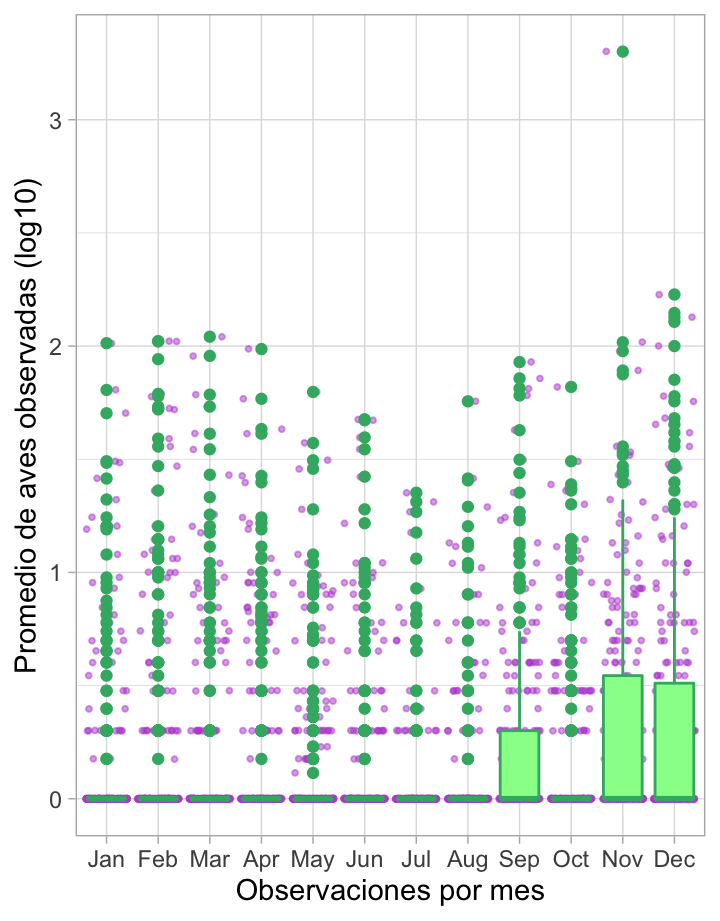 Promedio de aves observadas (log10)
3
2
1
0
Jan Feb Mar Apr May Jun Jul Aug Sep Oct Nov Dec
Observaciones por mes